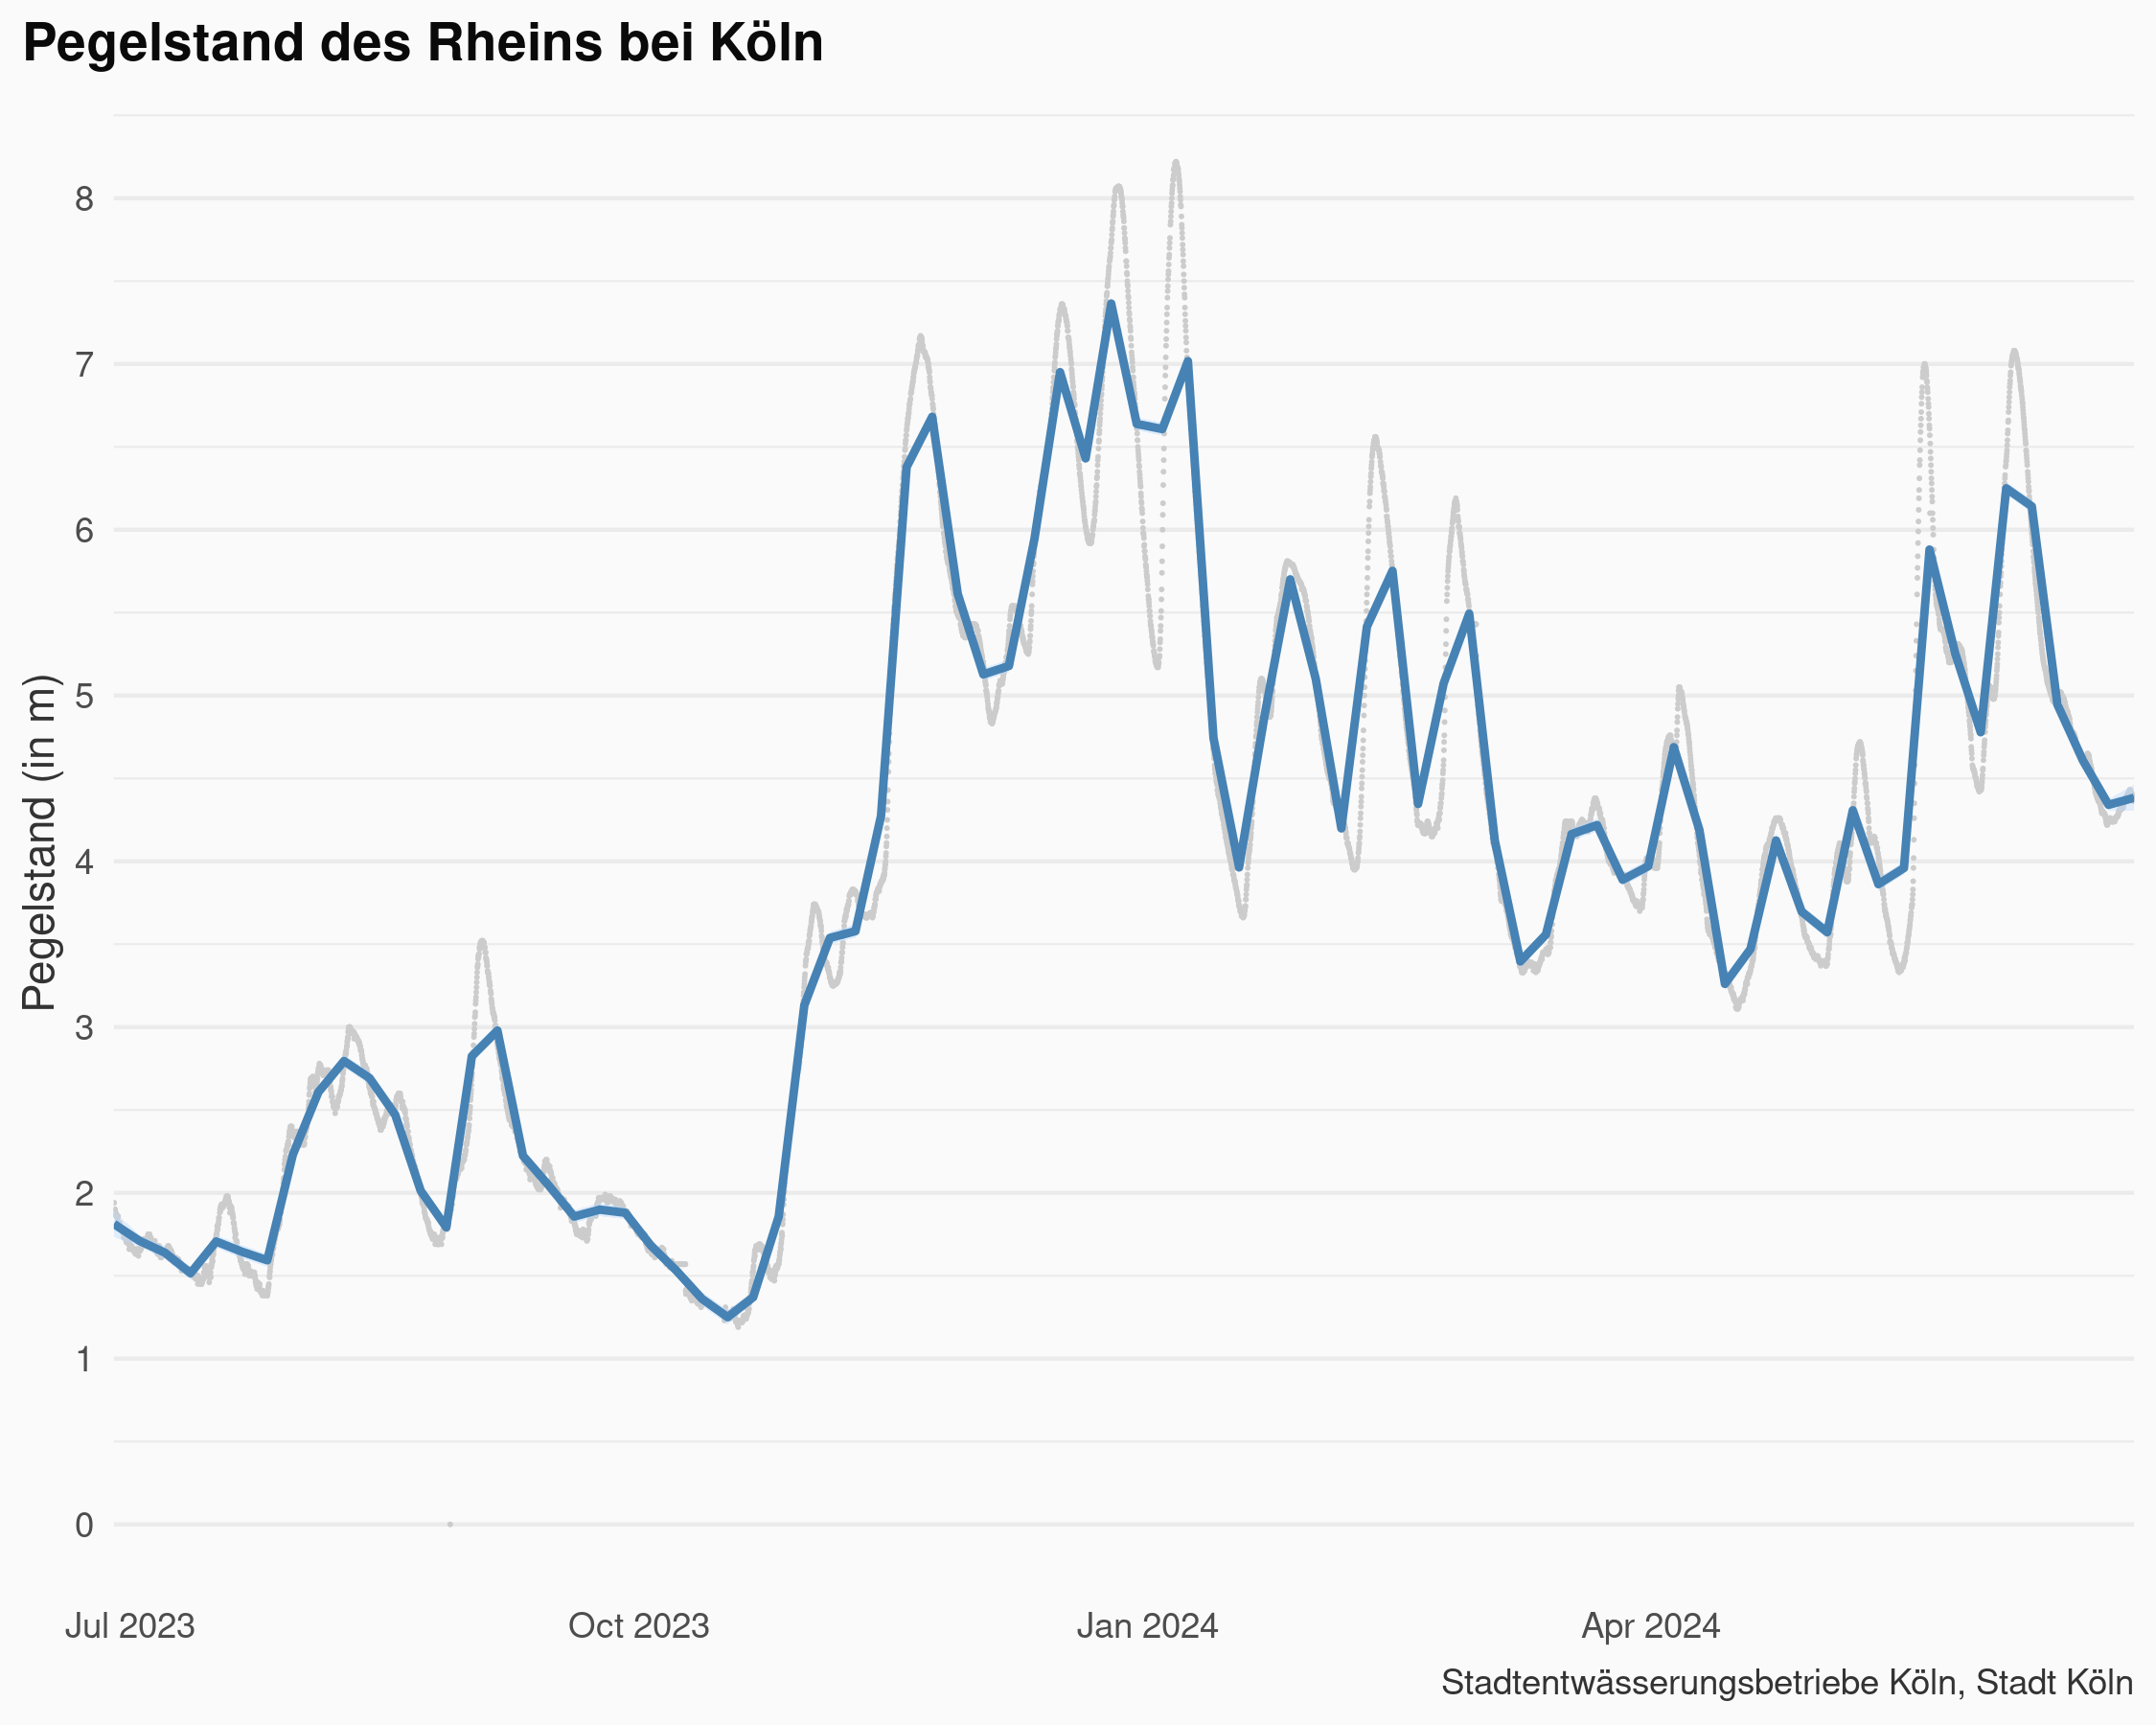 Pegelstand des Rheins bei Köln
Pegelstand (in m)
8
7
6
5
4
3
2
1
0
Jul 2023
Oct 2023
Jan 2024
Apr 2024
Stadtentwässerungsbetriebe Köln, Stadt Köln